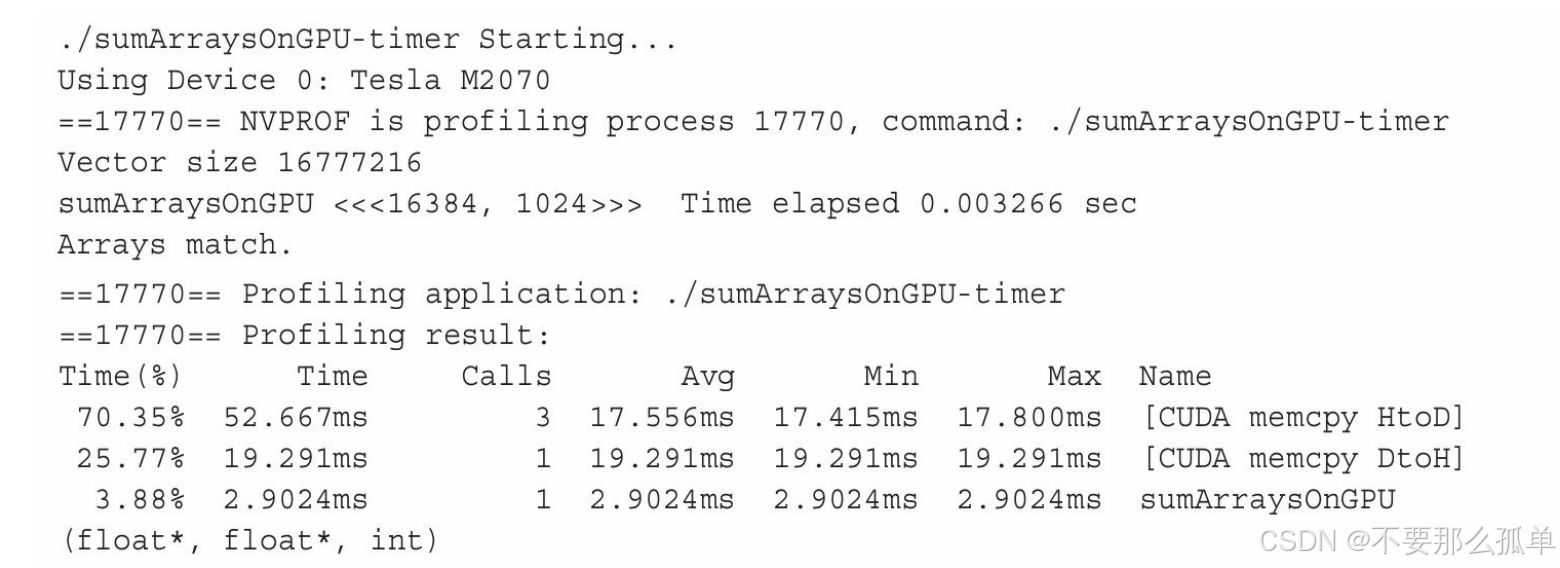 ./sumArraysOnGPU-timer Starting...
Using Device 0: Tesla M2070
==17770== NVPROF is profiling process 17770, command: ./sumArraysOnGPU-timer
Vector size 16777216
sumArraysOnGPU <<<16384, 1024>>>  Time elapsed 0.003266 sec
Arrays match.
==17770== Profiling application: ./sumArraysOnGPU-timer
==17770== Profiling result:
Time(%)      Time     Calls       Avg       Min       Max  Name
 70.35%  52.667ms         3  17.556ms  17.415ms  17.800ms  [CUDA memcpy HtoD]
 25.77%  19.291ms         1  19.291ms  19.291ms  19.291ms  [CUDA memcpy DtoH]
  3.88%  2.9024ms         1  2.9024ms  2.9024ms  2.9024ms  sumArraysOnGPU
(float*, float*, int)
CSDN @不要那么孤单